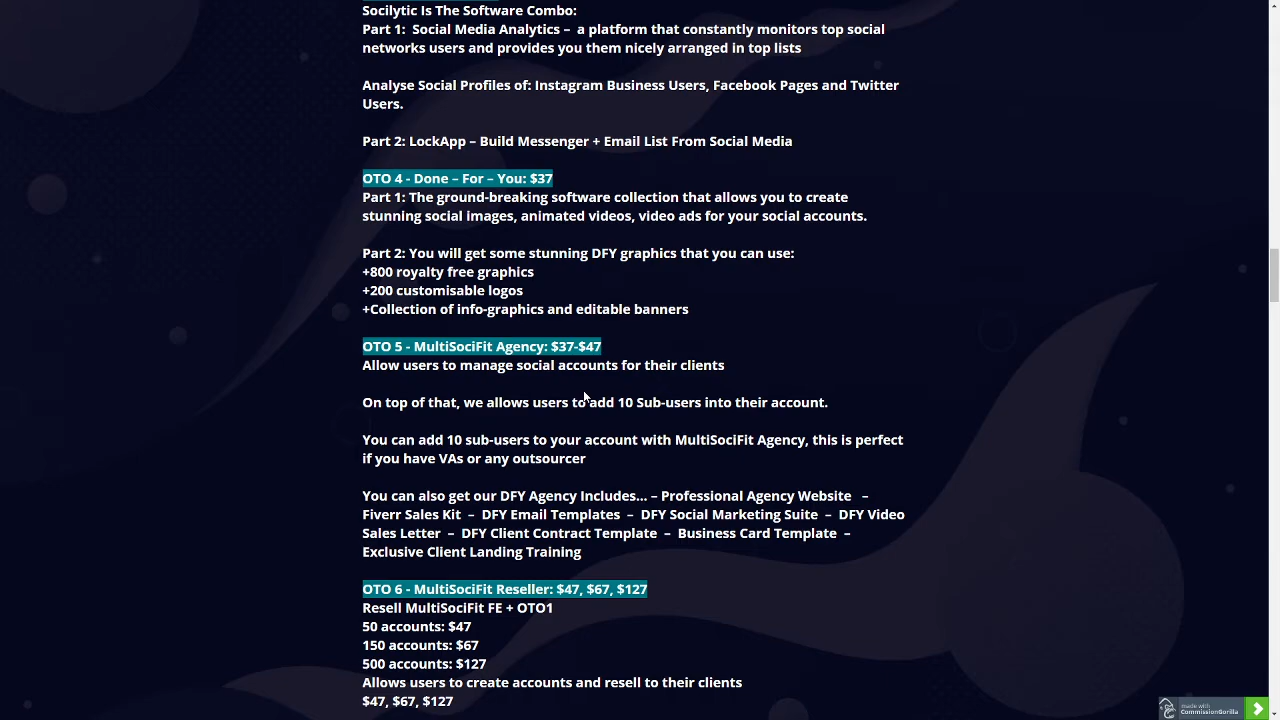 Socilytic Is The Software Combo:
Part 1:  Social Media Analytics –  a platform that constantly monitors top social
networks users and provides you them nicely arranged in top lists
Analyse Social Profiles of: Instagram Business Users, Facebook Pages and Twitter
Users.
Part 2: LockApp – Build Messenger + Email List From Social Media
OTO 4 - Done – For – You: $37
Part 1: The ground-breaking software collection that allows you to create
stunning social images, animated videos, video ads for your social accounts.
Part 2: You will get some stunning DFY graphics that you can use:
+800 royalty free graphics
+200 customisable logos
+Collection of info-graphics and editable banners
OTO 5 - MultiSociFit Agency: $37-$47
Allow users to manage social accounts for their clients
On top of that, we allows users to add 10 Sub-users into their account.
You can add 10 sub-users to your account with MultiSociFit Agency, this is perfect
if you have VAs or any outsourcer
You can also get our DFY Agency Includes... – Professional Agency Website   –
Fiverr Sales Kit  –  DFY Email Templates  –  DFY Social Marketing Suite  –  DFY Video
Sales Letter  –  DFY Client Contract Template  –  Business Card Template  –
Exclusive Client Landing Training
OTO 6 - MultiSociFit Reseller: $47, $67, $127
Resell MultiSociFit FE + OTO1
50 accounts: $47
150 accounts: $67
500 accounts: $127
Allows users to create accounts and resell to their clients
$47, $67, $127
made with
CommissionGorilla